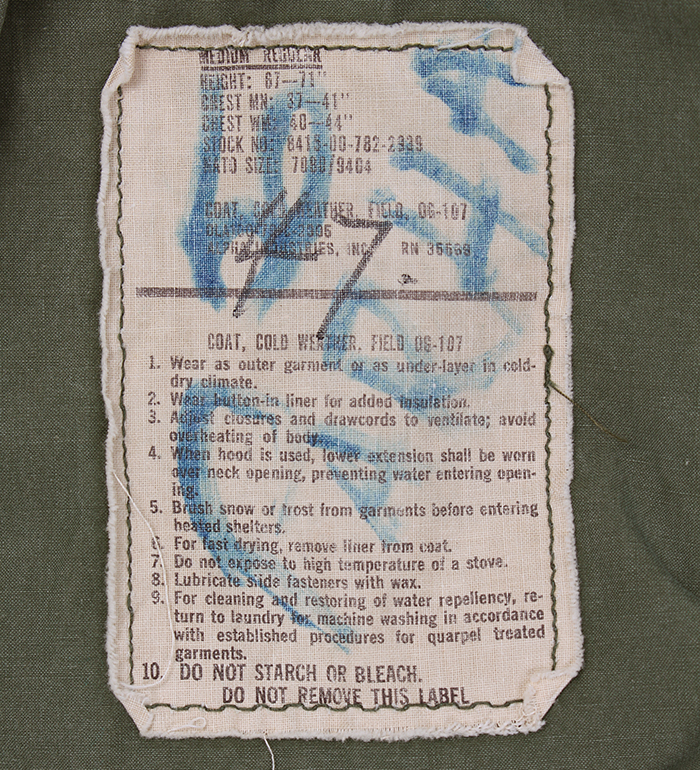 MEDIUM REGULAR
HEIGHT: 67—71"
CHEST MN: 37—41"
CHEST WM: 40—44"
STOCK NO: 8415-00-782-2939
NATO SIZE: 7080/9404
COAT, COLD WEATHER, FIELD, OG-107
ALPHA INDUSTRIES, INC. RN 35669
47
COAT, COLD WEATHER, FIELD OG-107
1. Wear as outer garment or as under-layer in cold-
dry climate.
2. Wear button-in liner for added insulation.
3. Adjust closures and drawcords to ventilate; avoid
overheating of body.
4. When hood is used, lower extension shall be worn
over neck opening, preventing water entering open-
ing.
5. Brush snow or frost from garments before entering
heated shelters.
6. For fast drying, remove liner from coat.
7. Do not expose to high temperature of a stove.
8. Lubricate slide fasteners with wax.
9. For cleaning and restoring of water repellency, re-
turn to laundry for machine washing in accordance
with established procedures for quarpel treated
garments.
10. DO NOT STARCH OR BLEACH.
DO NOT REMOVE THIS LABEL